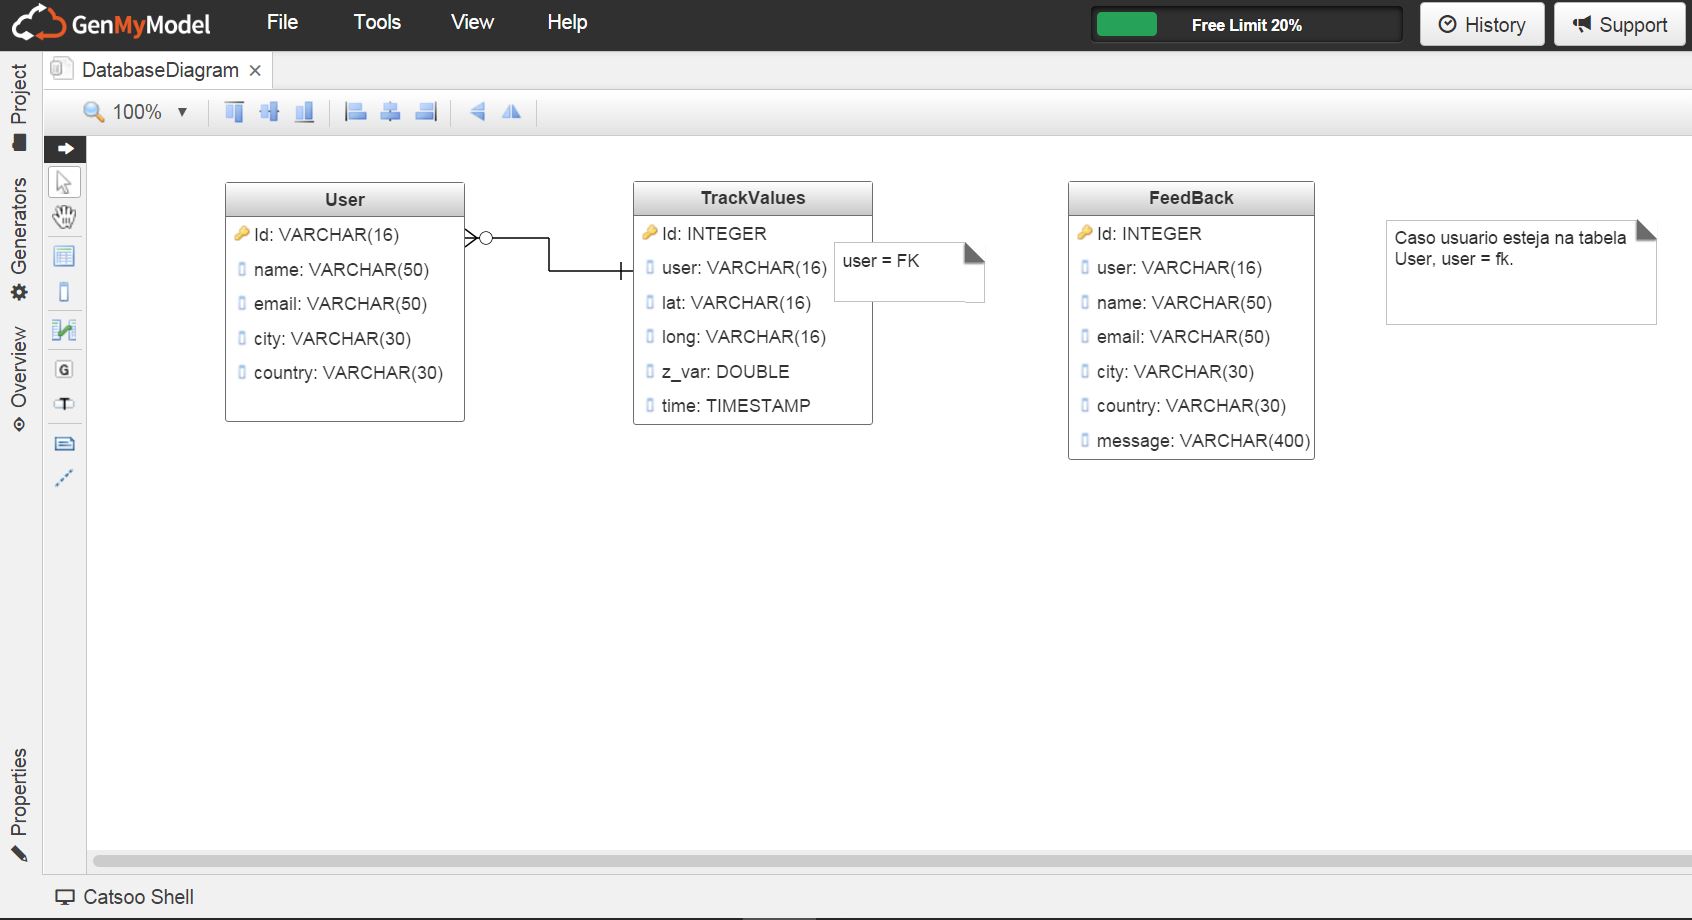 GenMyModel
File
Tools
View
Help
Free Limit 20%
History
Support
Project
Generators
Overview
Properties
DatabaseDiagram
100%
G
T
User
Id: VARCHAR(16)
name: VARCHAR(50)
email: VARCHAR(50)
city: VARCHAR(30)
country: VARCHAR(30)
TrackValues
Id: INTEGER
user: VARCHAR(16)
lat: VARCHAR(16)
long: VARCHAR(16)
z_var: DOUBLE
time: TIMESTAMP
user = FK
FeedBack
Id: INTEGER
user: VARCHAR(16)
name: VARCHAR(50)
email: VARCHAR(50)
city: VARCHAR(30)
country: VARCHAR(30)
message: VARCHAR(400)
Caso usuario esteja na tabela
User, user = fk.
Catsoo Shell